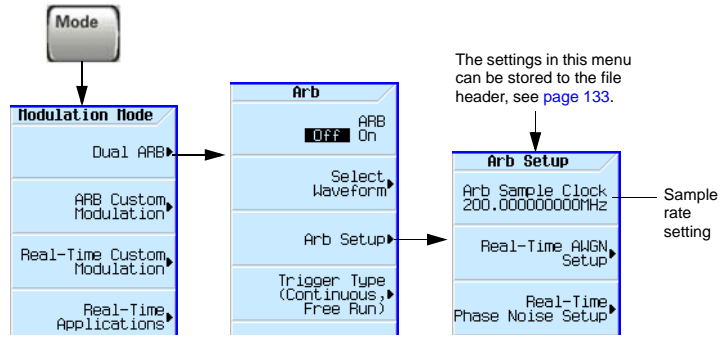 Mode
The settings in this menu
can be stored to the file
header, see page 133.
Modulation Mode
Dual ARB
ARB Custom
Modulation
Real-Time Custom
Modulation
Real-Time
Applications
Arb
ARB
Off On
Select
Waveform
Arb Setup
Trigger Type
(Continuous,
Free Run)
Arb Setup
Arb Sample Clock
200.000000000MHz
Real-Time AWGN
Setup
Real-Time
Phase Noise Setup
Sample
rate
setting